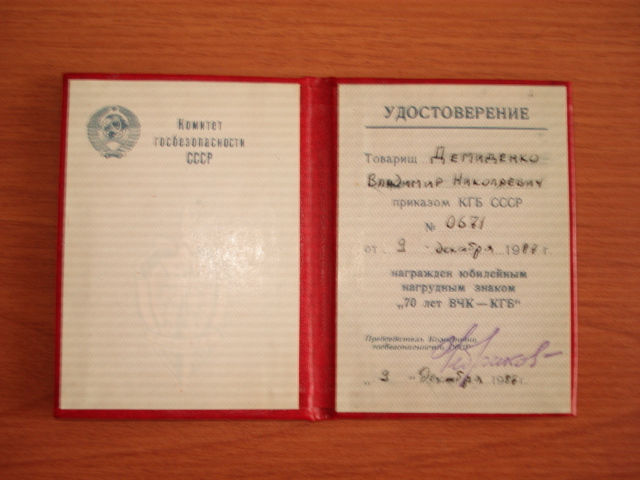 Комитет
госбезопасности
СССР
УДОСТОВЕРЕНИЕ
Товарищ Демиденко
Владимир Николаевич
приказом КГБ СССР
№ 0671
от 9 декабря 1987 г.
награжден юбилейным
нагрудным знаком
„70 лет ВЧК—КГБ“
Председатель Комитета
госбезопасности СССР
„ 9 " декабря 1987 г.